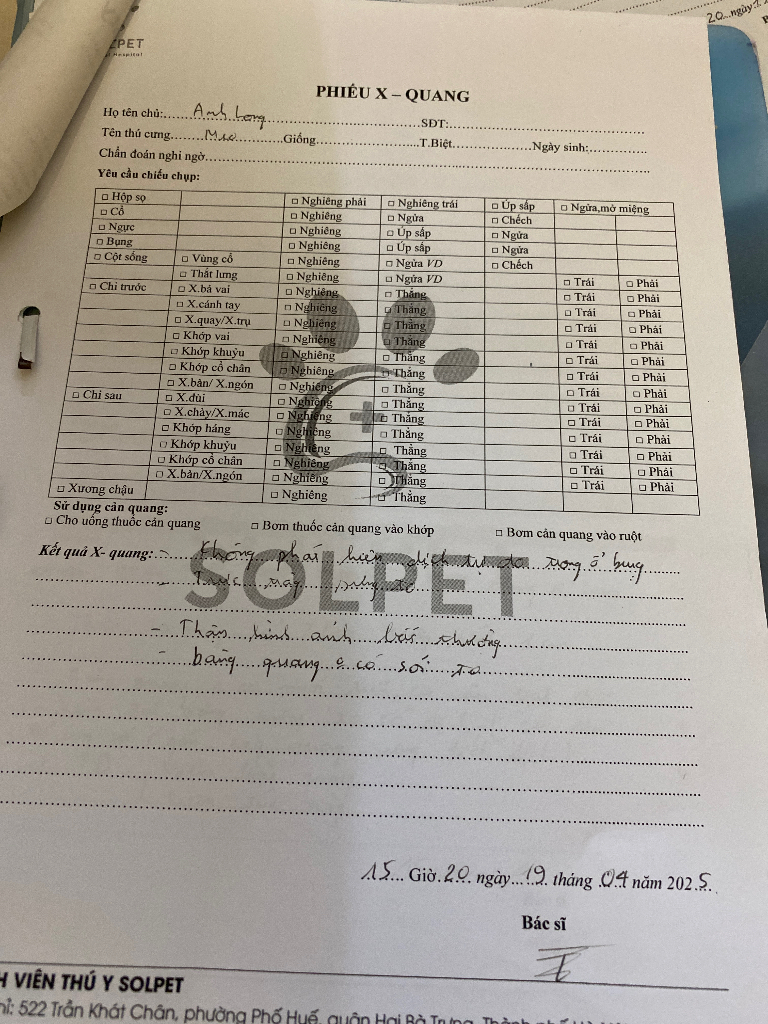 20...ngày:1
PET
PHIẾU X – QUANG
Họ tên chủ:.....Anh Long.....SĐT:.....
Tên thú cưng.....Meo.....Giống.....T.Biệt.....Ngày sinh:.....
Chẩn đoán nghi ngờ.....
Yêu cầu chiếu chụp:
□ Hộp sọ □ Nghiêng phải □ Nghiêng trái □ Úp sấp □ Ngửa,mở miệng
□ Cổ □ Nghiêng □ Ngửa □ Chếch
□ Ngực □ Nghiêng □ Úp sấp □ Ngửa
□ Bụng □ Nghiêng □ Úp sấp □ Ngửa
□ Cột sống □ Vùng cổ □ Nghiêng □ Ngửa VD □ Chếch
□ Thắt lưng □ Nghiêng □ Ngửa VD
□ Chi trước □ X.bả vai □ Nghiêng □ Thẳng □ Trái □ Phải
□ X.cánh tay □ Nghiêng □ Thẳng □ Trái □ Phải
□ X.quay/X.trụ □ Nghiêng □ Thẳng □ Trái □ Phải
□ Khớp vai □ Nghiêng □ Thẳng □ Trái □ Phải
□ Khớp khuỷu □ Nghiêng □ Thẳng □ Trái □ Phải
□ Khớp cổ chân □ Nghiêng □ Thẳng □ Trái □ Phải
□ X.bàn/ X.ngón □ Nghiêng □ Thẳng □ Trái □ Phải
□ Chi sau □ X.đùi □ Nghiêng □ Thẳng □ Trái □ Phải
□ X.chày/X.mác □ Nghiêng □ Thẳng □ Trái □ Phải
□ Khớp háng □ Nghiêng □ Thẳng □ Trái □ Phải
□ Khớp khuỷu □ Nghiêng □ Thẳng □ Trái □ Phải
□ Khớp cổ chân □ Nghiêng □ Thẳng □ Trái □ Phải
□ X.bàn/X.ngón □ Nghiêng □ Thẳng □ Trái □ Phải
□ Xương chậu □ Nghiêng □ Thẳng
Sử dụng cản quang:
□ Cho uống thuốc cản quang □ Bơm thuốc cản quang vào khớp □ Bơm cản quang vào ruột
Kết quả X- quang: - Không phát hiện dịch tự do trong ổ bụng
SOLPET
- Thận hình ảnh bất thường
- bàng quang có sỏi to
15... Giờ.20. ngày...19. tháng .04 năm 2025.
Bác sĩ
H VIÊN THÚ Y SOLPET
hỉ: 522 Trần Khát Chân, phường Phố Huế, quận Hai Bà Trưng, Thành phố